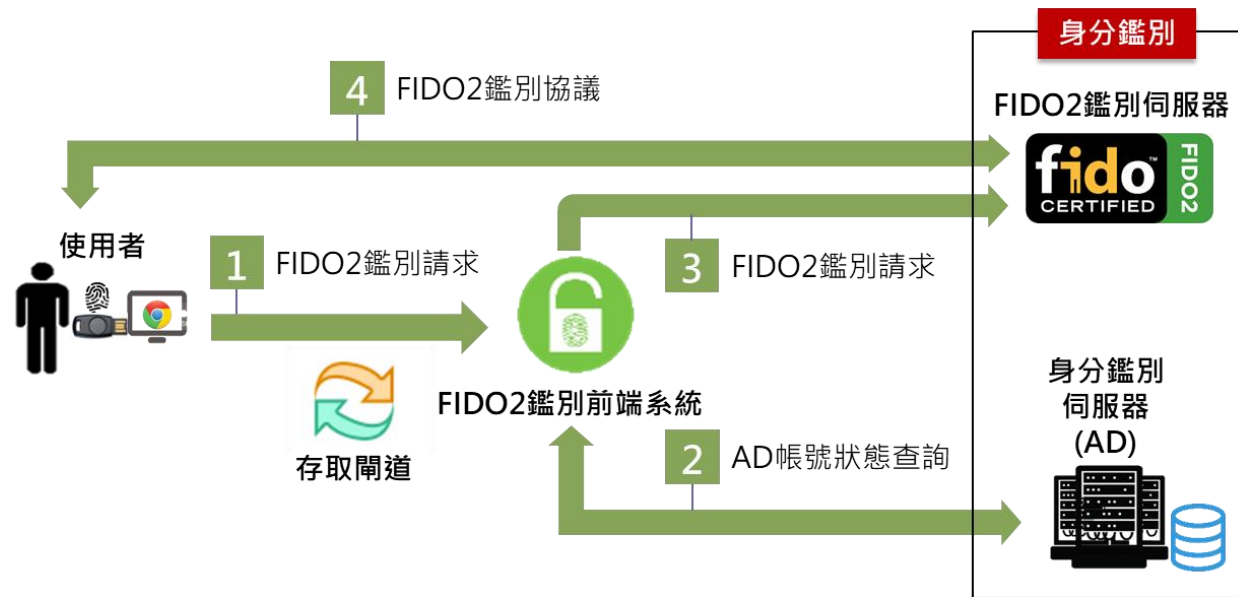 身分鑑別
4 FIDO2鑑別協議
FIDO2鑑別伺服器
fido™
CERTIFIED
FIDO2
使用者
1 FIDO2鑑別請求
3 FIDO2鑑別請求
存取閘道
FIDO2鑑別前端系統
2 AD帳號狀態查詢
身分鑑別
伺服器
(AD)